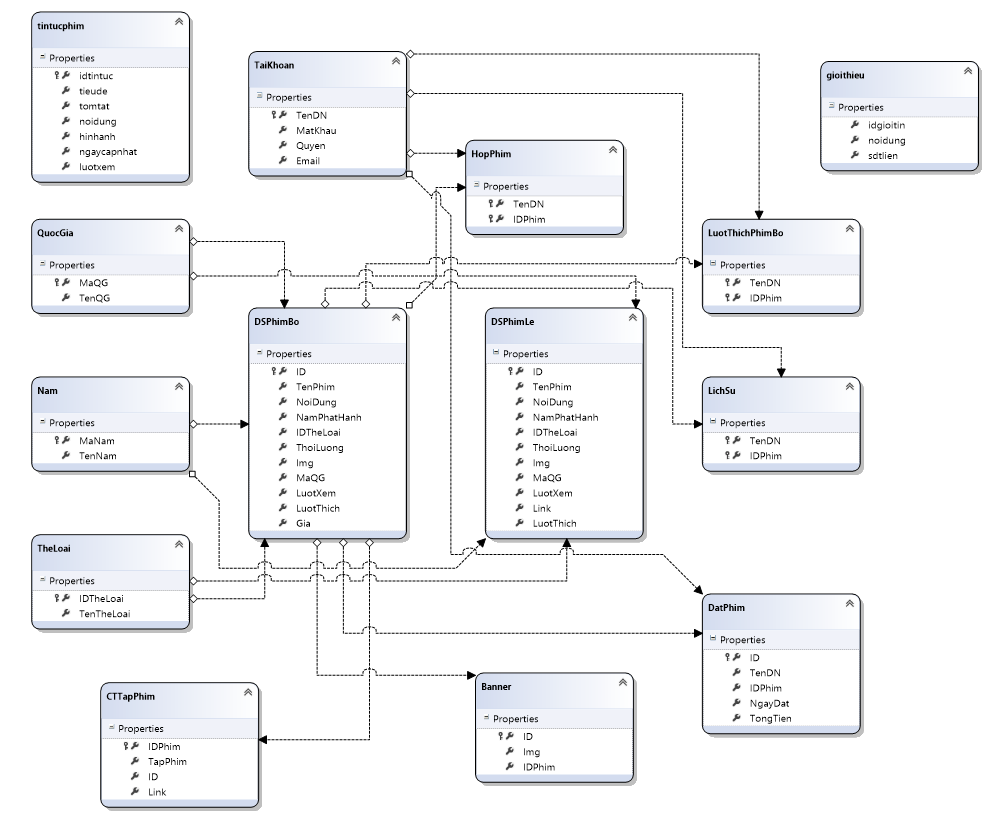 tintucphim
Properties
idtintuc
tieude
tomtat
noidung
hinhanh
ngaycapnhat
luotxem
TaiKhoan
Properties
TenDN
MatKhau
Quyen
Email
gioithieu
Properties
idgioitin
noidung
sdtlien
HopPhim
Properties
TenDN
IDPhim
QuocGia
Properties
MaQG
TenQG
LuotThichPhimBo
Properties
TenDN
IDPhim
DSPhimBo
Properties
ID
TenPhim
NoiDung
NamPhatHanh
IDTheLoai
ThoiLuong
Img
MaQG
LuotXem
LuotThich
Gia
DSPhimLe
Properties
ID
TenPhim
NoiDung
NamPhatHanh
IDTheLoai
ThoiLuong
Img
MaQG
LuotXem
Link
LuotThich
Nam
Properties
MaNam
TenNam
LichSu
Properties
TenDN
IDPhim
TheLoai
Properties
IDTheLoai
TenTheLoai
DatPhim
Properties
ID
TenDN
IDPhim
NgayDat
TongTien
CTTapPhim
Properties
IDPhim
TapPhim
ID
Link
Banner
Properties
ID
Img
IDPhim